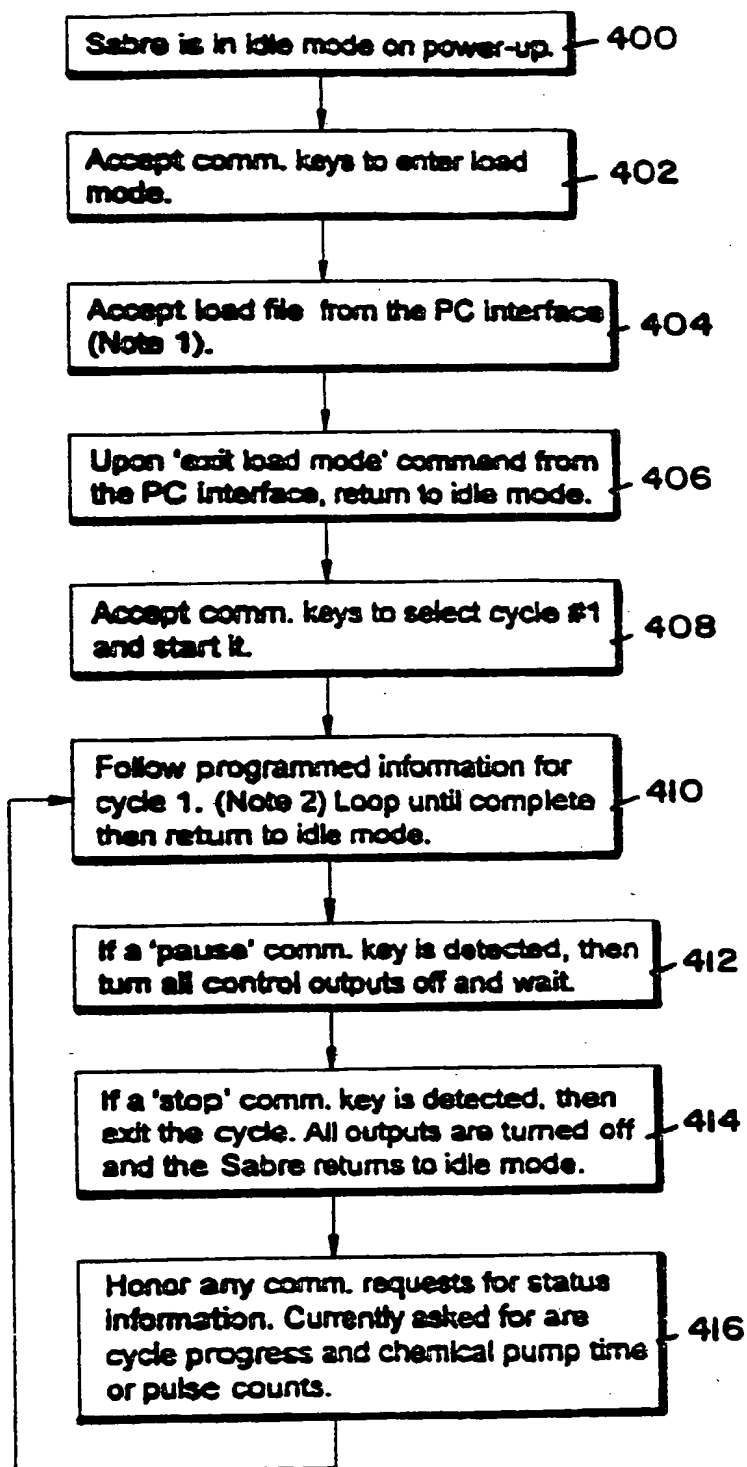 Sabre is in idle mode on power-up.
400
Accept comm. keys to enter load
mode.
402
Accept load file from the PC interface
(Note 1).
404
Upon 'exit load mode' command from
the PC interface, return to idle mode.
406
Accept comm. keys to select cycle #1
and start it.
408
Follow programmed information for
cycle 1. (Note 2) Loop until complete
then return to idle mode.
410
If a 'pause' comm. key is detected, then
turn all control outputs off and wait.
412
If a 'stop' comm. key is detected, then
exit the cycle. All outputs are turned off
and the Sabre returns to idle mode.
414
Honor any comm. requests for status
information. Currently asked for are
cycle progress and chemical pump time
or pulse counts.
416